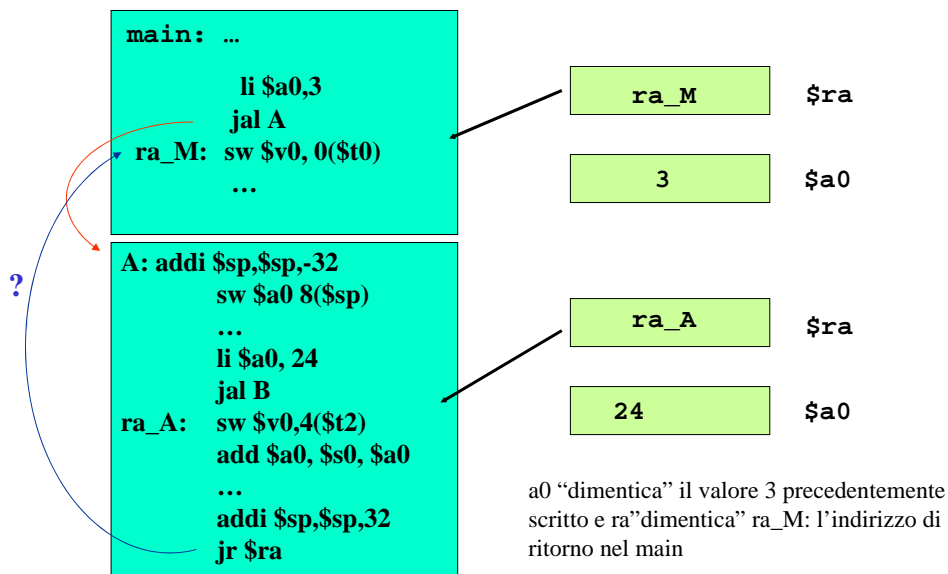 main: …
li $a0,3
jal A
ra_M: sw $v0, 0($t0)
…
ra_M $ra
3 $a0
?
A: addi $sp,$sp,-32
sw $a0 8($sp)
…
li $a0, 24
jal B
ra_A: sw $v0,4($t2)
add $a0, $s0, $a0
…
addi $sp,$sp,32
jr $ra
ra_A $ra
24 $a0
a0 “dimentica” il valore 3 precedentemente
scritto e ra”dimentica” ra_M: l’indirizzo di
ritorno nel main